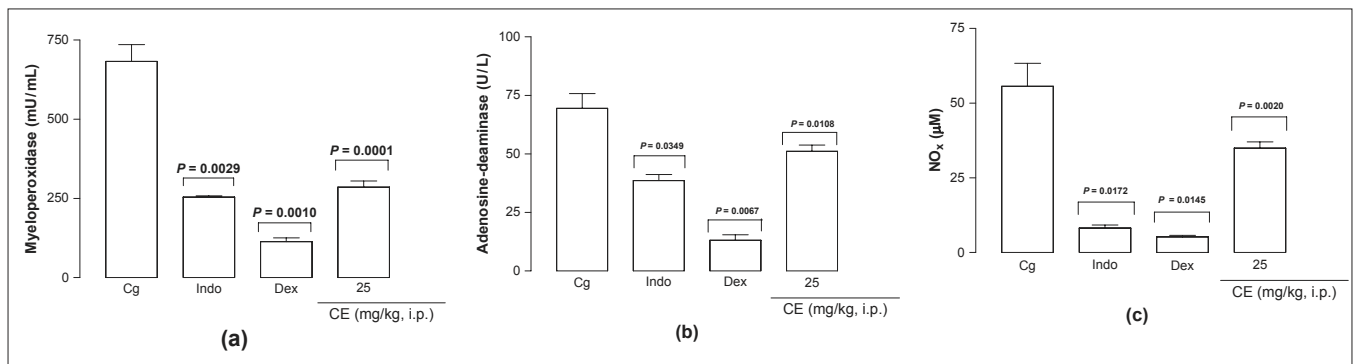 Myeloperoxidase (mU/mL)
750
500
250
0
P = 0.0029
P = 0.0010
P = 0.0001
Cg
Indo
Dex
25
CE (mg/kg, i.p.)
(a)
Adenosine-deaminase (U/L)
100
75
50
25
0
P = 0.0349
P = 0.0067
P = 0.0108
Cg
Indo
Dex
25
CE (mg/kg, i.p.)
(b)
NOx (µM)
75
50
25
0
P = 0.0172
P = 0.0145
P = 0.0020
Cg
Indo
Dex
25
CE (mg/kg, i.p.)
(c)